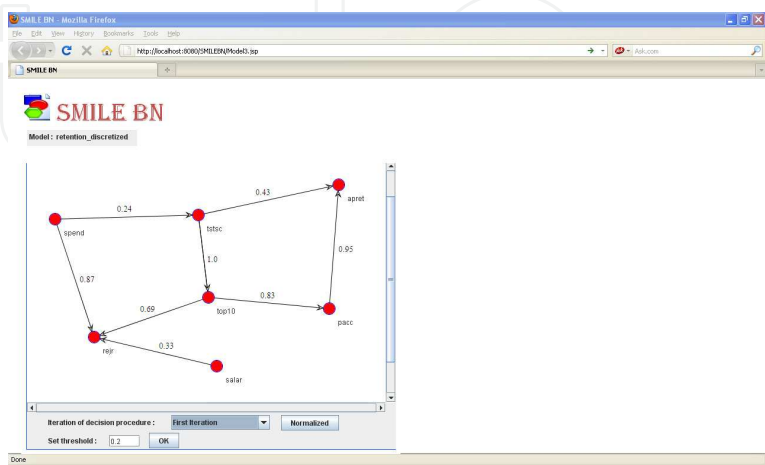 SMILE BN - Mozilla Firefox
File Edit View History Bookmarks Tools Help
http://localhost:8080/SMILEBN/Model3.jsp
Ask.com
SMILE BN
SMILE BN
Model : retention_discretized
0.43
apret
0.24
spend
tstsc
1.0
0.95
0.87
0.83
0.69
top10
pacc
rejr
0.33
salar
Iteration of decision procedure : First Iteration Normalized
Set threshold : 0.2 OK
Done